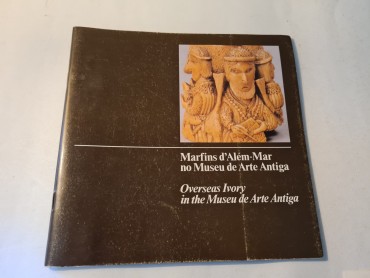 Marfins d'Além-Mar
no Museu de Arte Antiga
Overseas Ivory
in the Museu de Arte Antiga